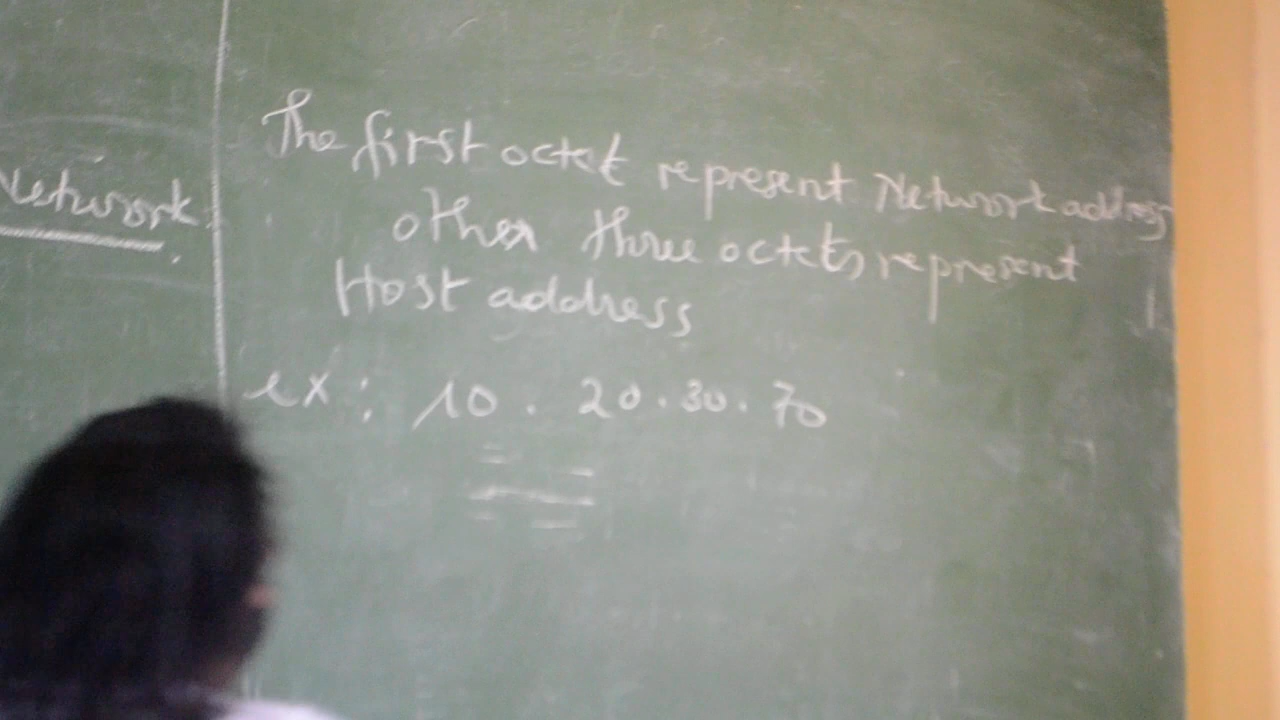 Network.
The first octet represent Network address
other three octets represent
Host address
ex: 10. 20.30.70